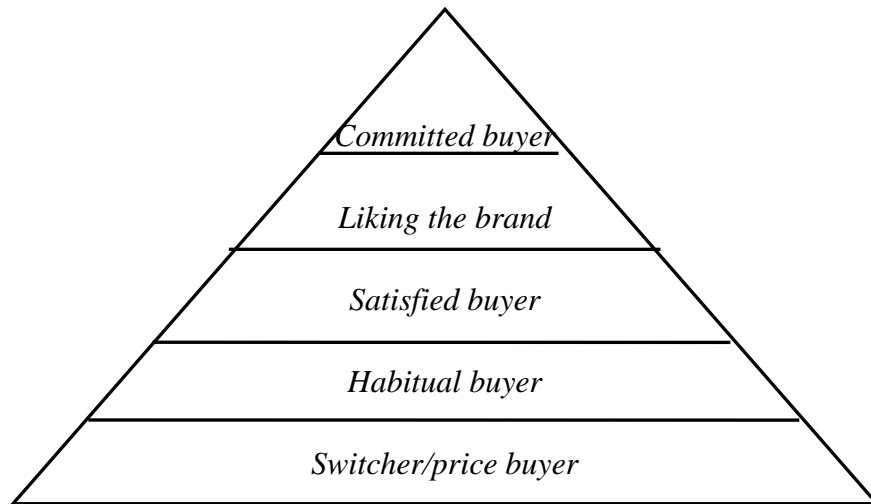 Committed buyer
Liking the brand
Satisfied buyer
Habitual buyer
Switcher/price buyer